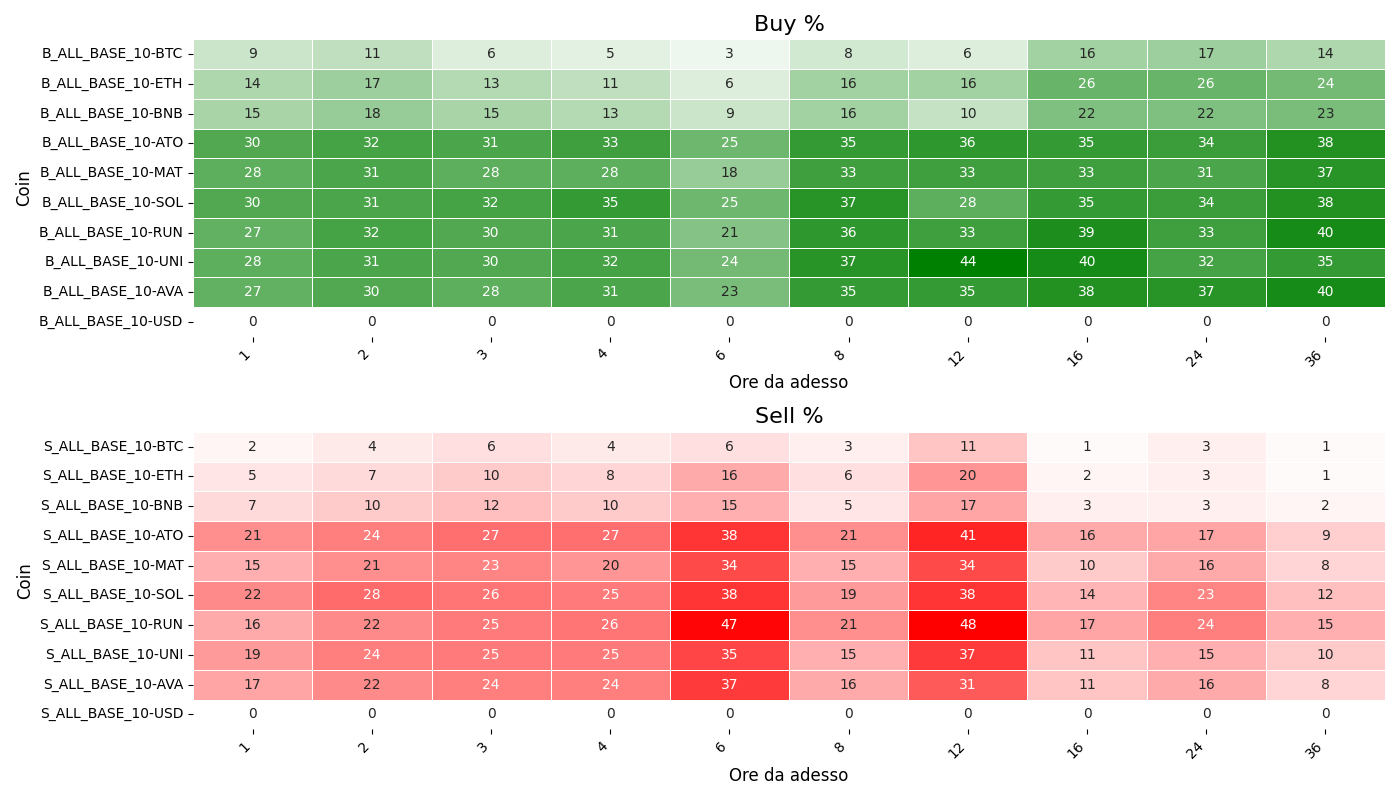 Buy %
Coin
B_ALL_BASE_10-BTC 9 11 6 5 3 8 6 16 17 14
B_ALL_BASE_10-ETH 14 17 13 11 6 16 16 26 26 24
B_ALL_BASE_10-BNB 15 18 15 13 9 16 10 22 22 23
B_ALL_BASE_10-ATO 30 32 31 33 25 35 36 35 34 38
B_ALL_BASE_10-MAT 28 31 28 28 18 33 33 33 31 37
B_ALL_BASE_10-SOL 30 31 32 35 25 37 28 35 34 38
B_ALL_BASE_10-RUN 27 32 30 31 21 36 33 39 33 40
B_ALL_BASE_10-UNI 28 31 30 32 24 37 44 40 32 35
B_ALL_BASE_10-AVA 27 30 28 31 23 35 35 38 37 40
B_ALL_BASE_10-USD 0 0 0 0 0 0 0 0 0 0
1 2 3 4 6 8 12 16 24 36
Ore da adesso
Sell %
Coin
S_ALL_BASE_10-BTC 2 4 6 4 6 3 11 1 3 1
S_ALL_BASE_10-ETH 5 7 10 8 16 6 20 2 3 1
S_ALL_BASE_10-BNB 7 10 12 10 15 5 17 3 3 2
S_ALL_BASE_10-ATO 21 24 27 27 38 21 41 16 17 9
S_ALL_BASE_10-MAT 15 21 23 20 34 15 34 10 16 8
S_ALL_BASE_10-SOL 22 28 26 25 38 19 38 14 23 12
S_ALL_BASE_10-RUN 16 22 25 26 47 21 48 17 24 15
S_ALL_BASE_10-UNI 19 24 25 25 35 15 37 11 15 10
S_ALL_BASE_10-AVA 17 22 24 24 37 16 31 11 16 8
S_ALL_BASE_10-USD 0 0 0 0 0 0 0 0 0 0
1 2 3 4 6 8 12 16 24 36
Ore da adesso